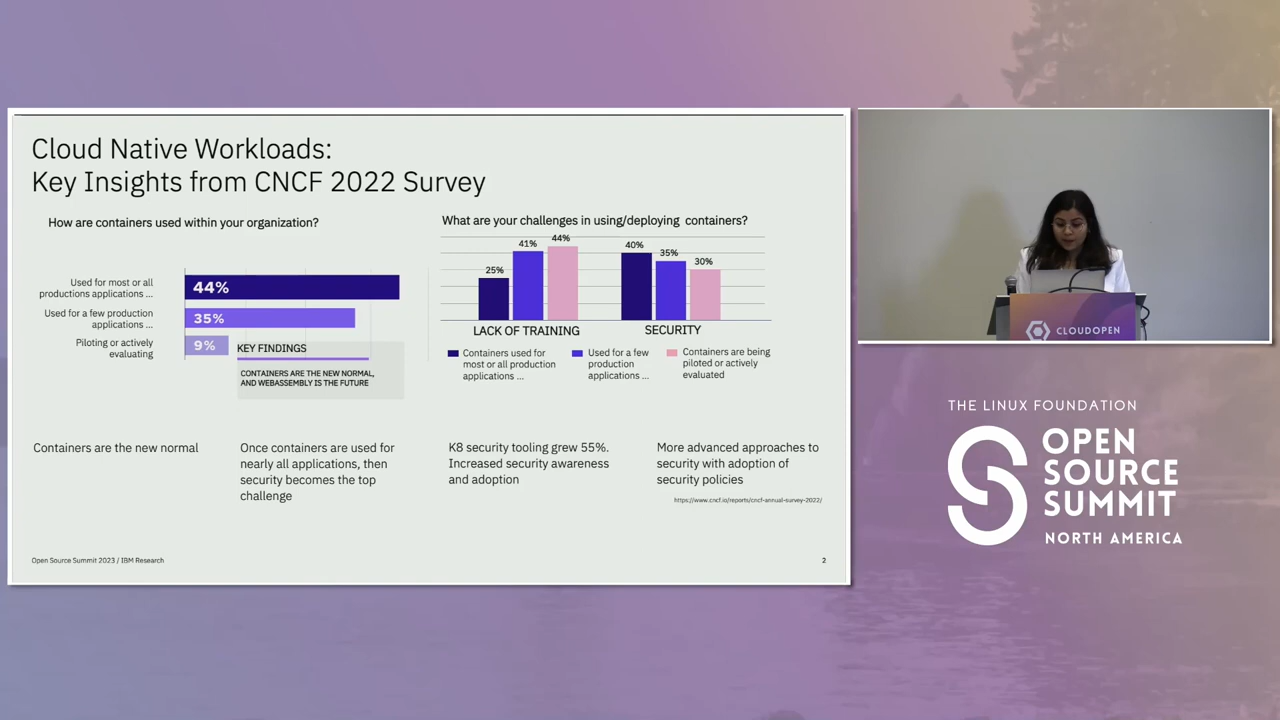 Cloud Native Workloads:
Key Insights from CNCF 2022 Survey
How are containers used within your organization?
Used for most or all
productions applications ...
44%
Used for a few production
applications ...
35%
Piloting or actively
evaluating
9%
KEY FINDINGS
CONTAINERS ARE THE NEW NORMAL,
AND WEBASSEMBLY IS THE FUTURE
What are your challenges in using/deploying containers?
25%
41%
44%
40%
35%
30%
LACK OF TRAINING
SECURITY
Containers used for
most or all production
applications ...
Used for a few
production
applications ...
Containers are being
piloted or actively
evaluated
Containers are the new normal
Once containers are used for
nearly all applications, then
security becomes the top
challenge
K8 security tooling grew 55%.
Increased security awareness
and adoption
More advanced approaches to
security with adoption of
security policies
https://www.cncf.io/reports/cncf-annual-survey-2022/
Open Source Summit 2023 / IBM Research
2
CLOUDOPEN
THE LINUX FOUNDATION
OPEN
SOURCE
SUMMIT
NORTH AMERICA